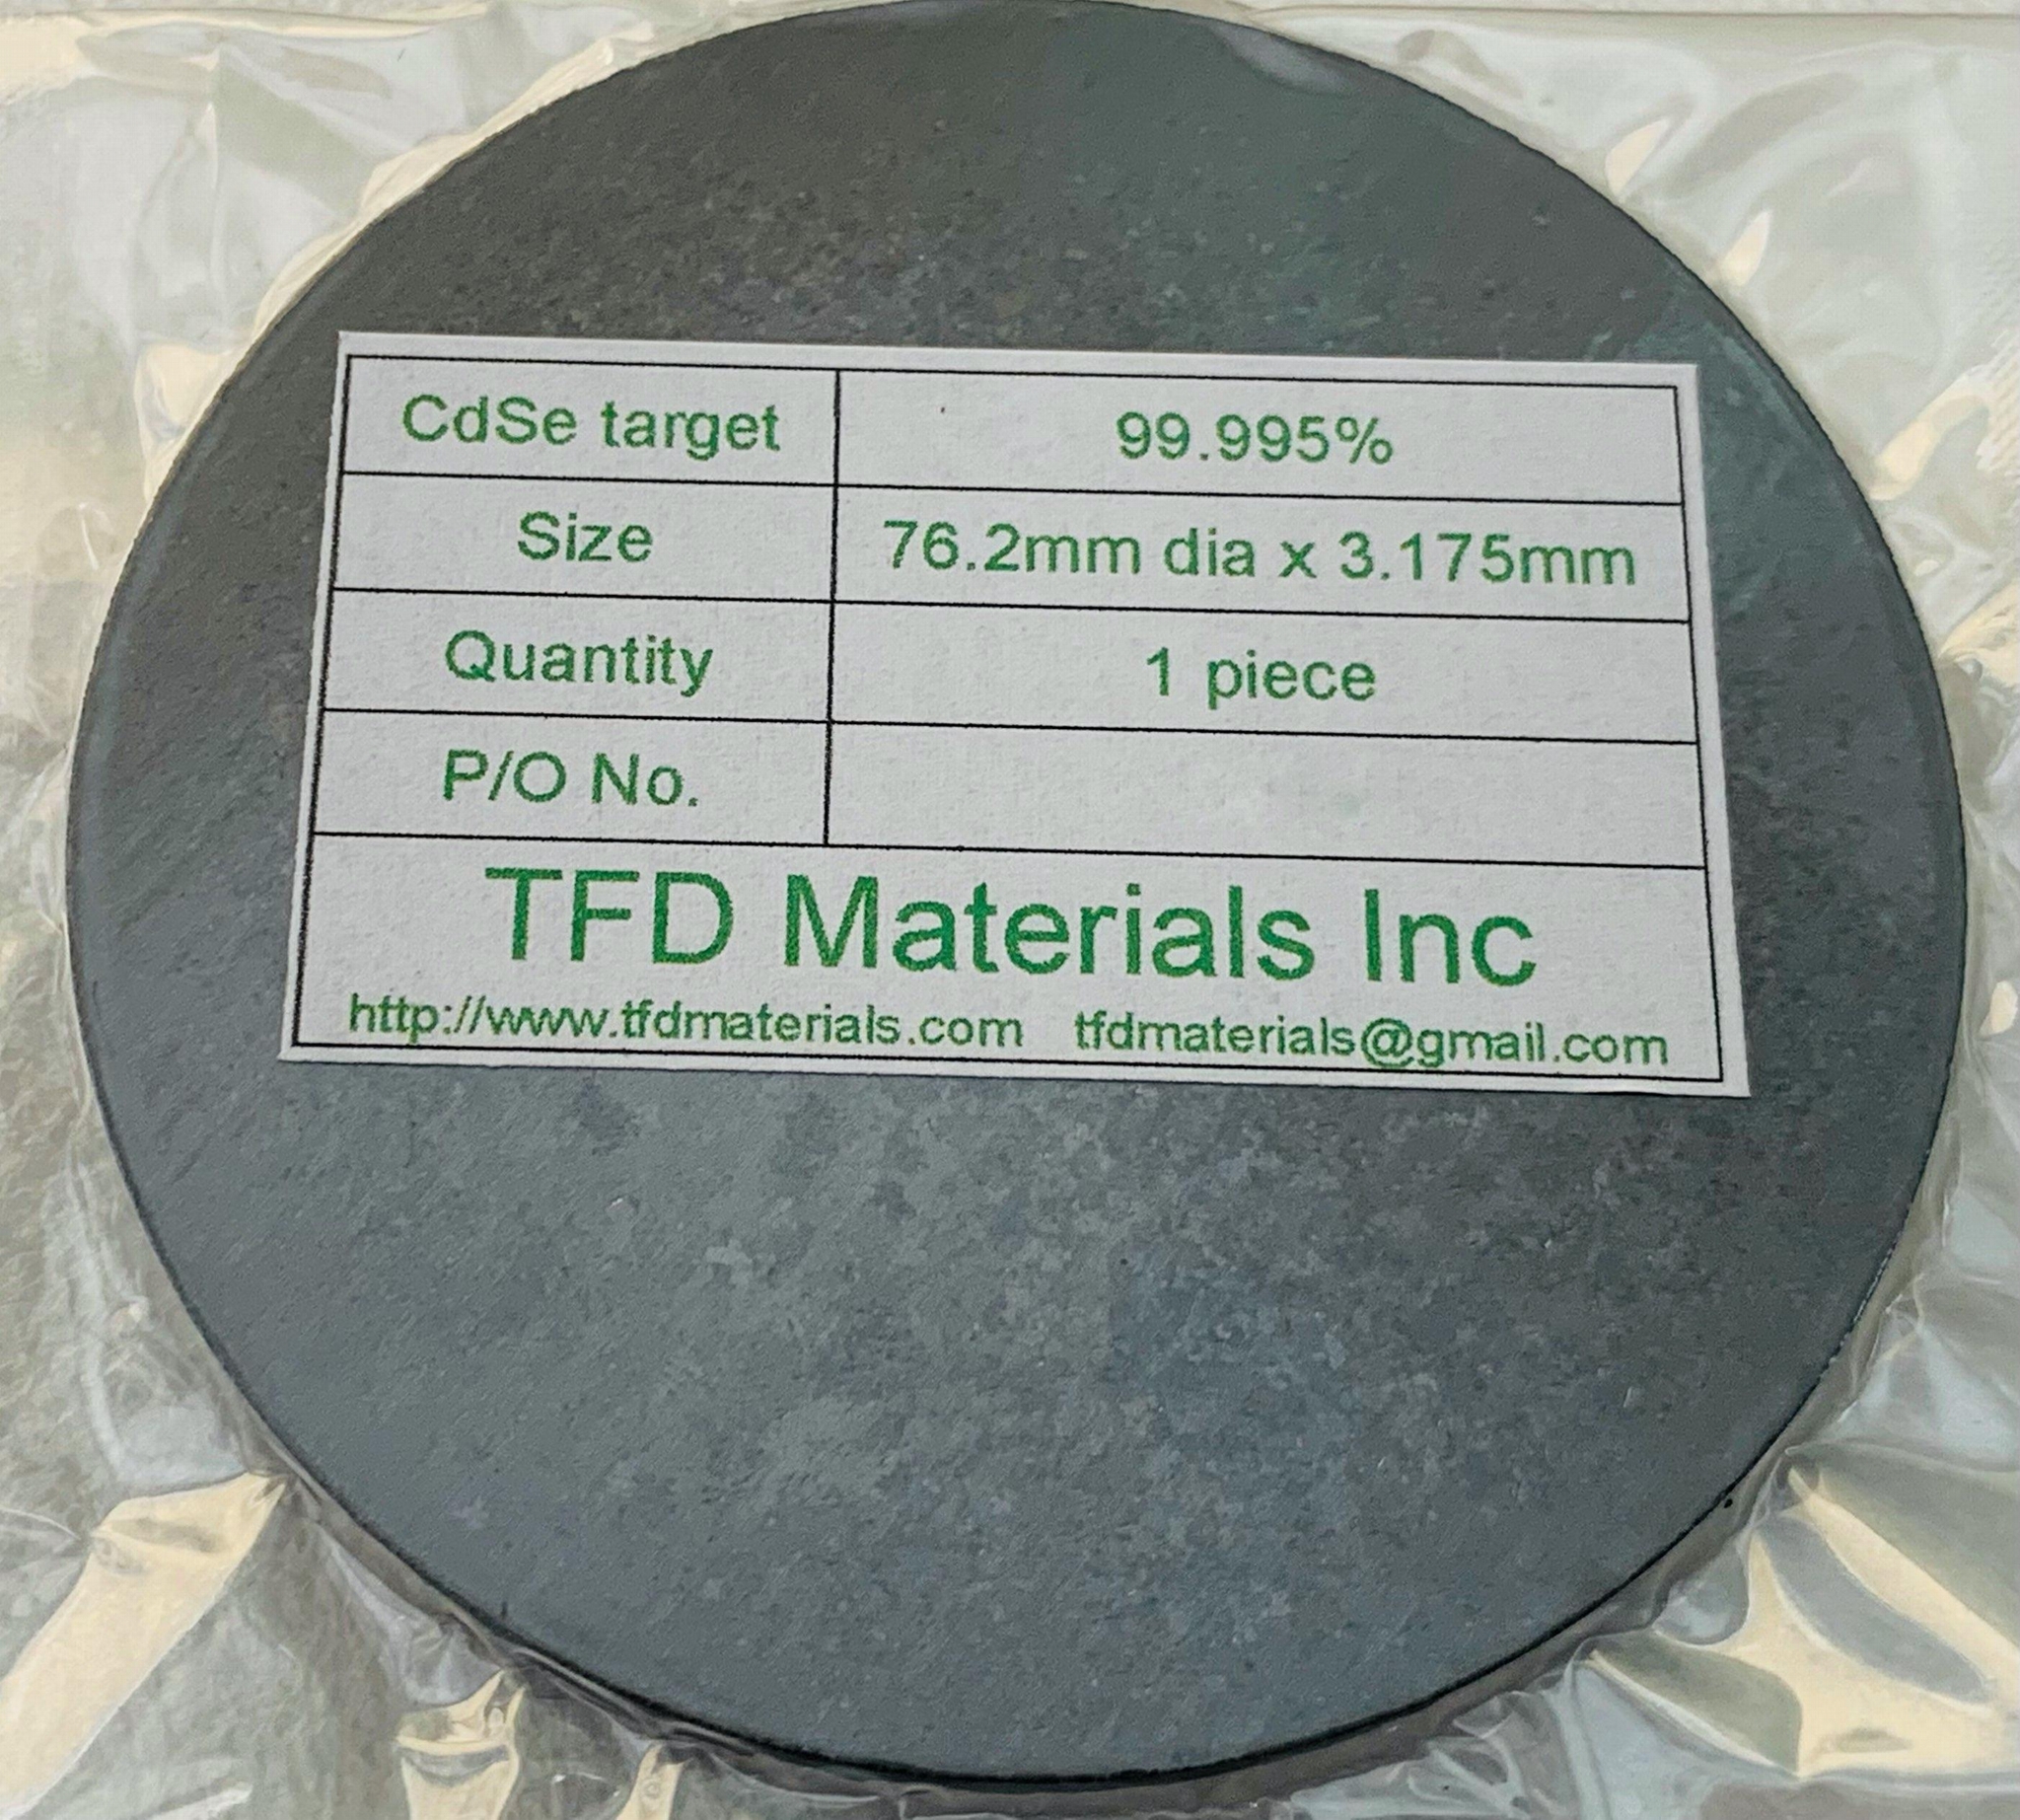 CdSe target 99.995%
Size 76.2mm dia x 3.175mm
Quantity 1 piece
P/O No.
TFD Materials Inc
http://www.tfdmaterials.com tfdmaterials@gmail.com